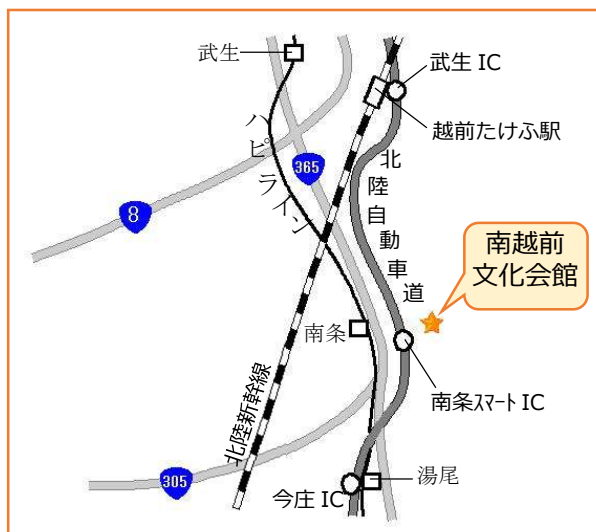 武生
武生 IC
越前たけふ駅
ハピライン
北陸自動車道
365
8
南越前
文化会館
南条
南条スマート IC
北陸新幹線
305
今庄 IC
湯尾